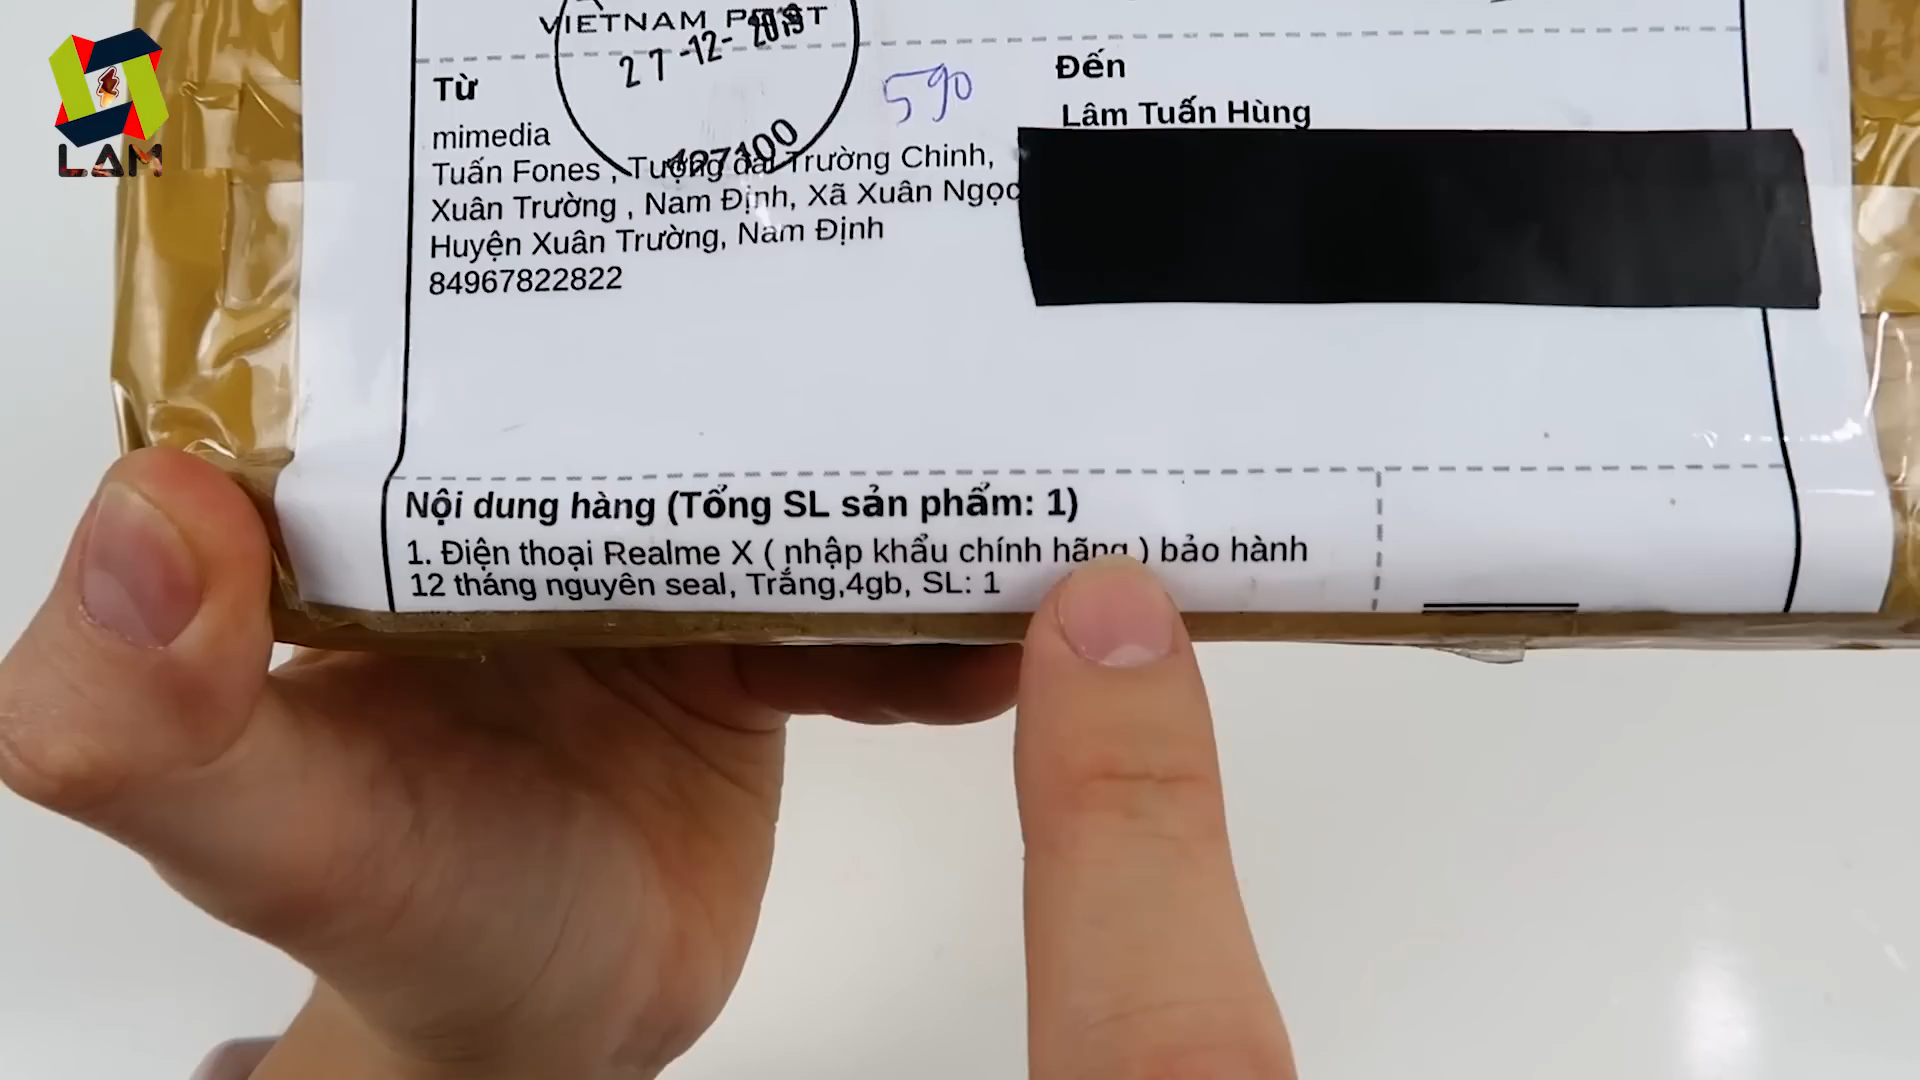 LAM
VIETNAM POST
27-12-2019
590
Từ
mimedia
Tuấn Fones , Tượng đài Trường Chinh,
Xuân Trường , Nam Định, Xã Xuân Ngọc
Huyện Xuân Trường, Nam Định
84967822822
427100
Đến
Lâm Tuấn Hùng
Nội dung hàng (Tổng SL sản phẩm: 1)
1. Điện thoại Realme X ( nhập khẩu chính hãng ) bảo hành
12 tháng nguyên seal, Trắng,4gb, SL: 1